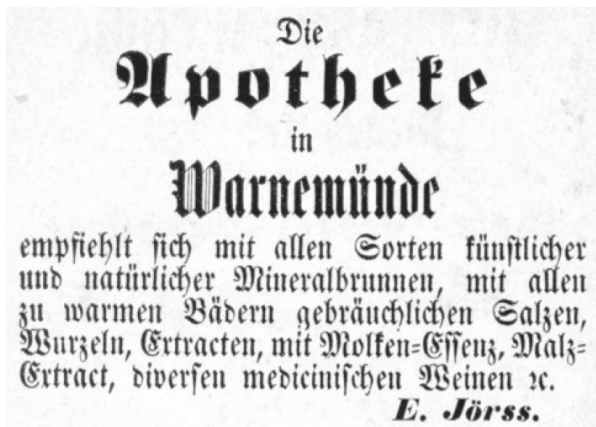 Die
Apotheke
in
Warnemünde
empfiehlt sich mit allen Sorten künstlicher
und natürlicher Mineralbrunnen, mit allen
zu warmen Bädern gebräuchlichen Salzen,
Wurzeln, Extracten, mit Molken-Essenz, Malz-
Extract, diversen medicinischen Weinen ꝛc.
E. Jörss.